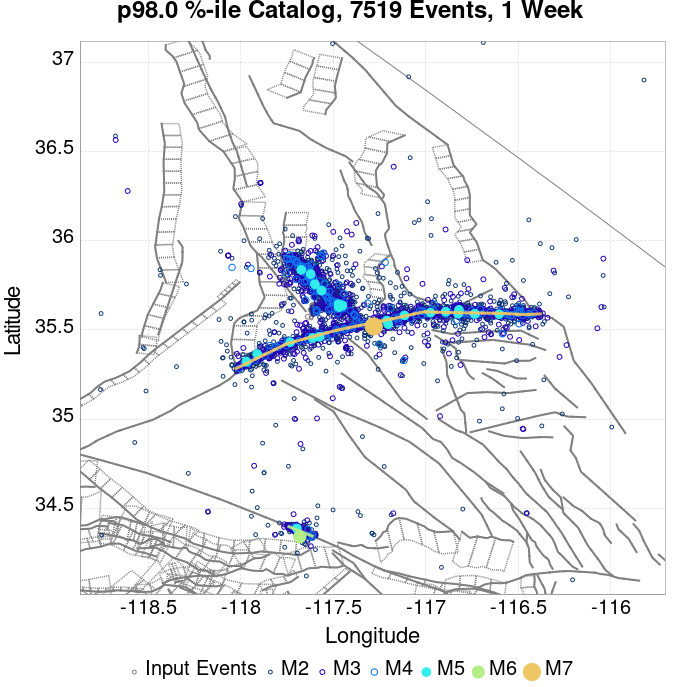 p98.0 %-ile Catalog, 7519 Events, 1 Week
37
36.5
36
35.5
35
34.5
Latitude
-118.5 -118 -117.5 -117 -116.5 -116
Longitude
Input Events M2 M3 M4 M5 M6 M7